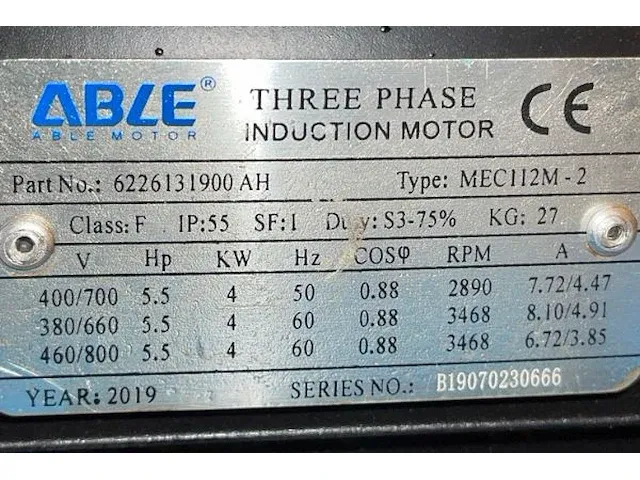 ABLE ®
ABLE MOTOR
THREE PHASE
INDUCTION MOTOR
CE
Part No.: 6226131900 AH Type: MEC112M - 2
Class: F IP:55 SF:1 Duty: S3-75% KG: 27
V Hp KW Hz COSφ RPM A
400/700 5.5 4 50 0.88 2890 7.72/4.47
380/660 5.5 4 60 0.88 3468 8.10/4.91
460/800 5.5 4 60 0.88 3468 6.72/3.85
YEAR: 2019 SERIES NO.: B19070230666